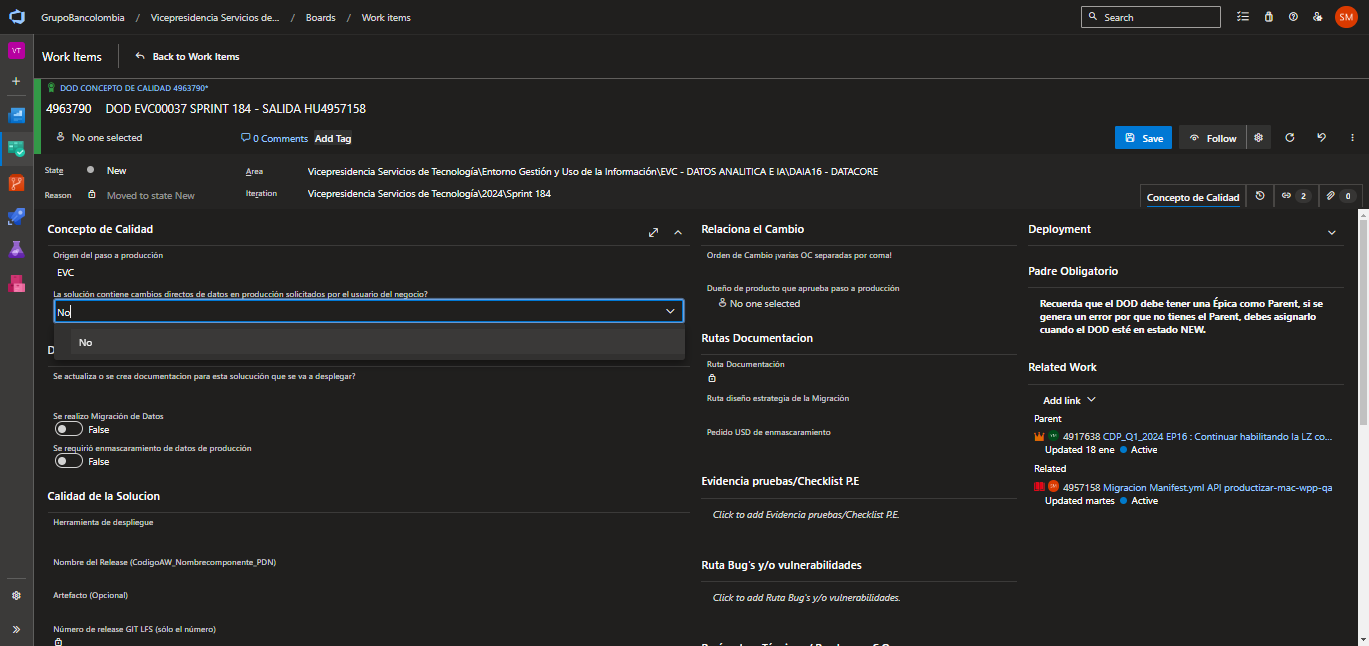 GrupoBancolombia / Vicepresidencia Servicios de... / Boards / Work items
Search
SM
VT
Work Items
Back to Work Items
DOD CONCEPTO DE CALIDAD 4963790*
4963790 DOD EVC00037 SPRINT 184 - SALIDA HU4957158
No one selected
0 Comments
Add Tag
Save
Follow
State
New
Area
Vicepresidencia Servicios de Tecnología\Entorno Gestión y Uso de la Información\EVC - DATOS ANALITICA E IA\DAIA16 - DATACORE
Reason
Moved to state New
Iteration
Vicepresidencia Servicios de Tecnología\2024\Sprint 184
Concepto de Calidad
2
0
Concepto de Calidad
Origen del paso a producción
EVC
La solución contiene cambios directos de datos en producción solicitados por el usuario del negocio?
No
No
D
Se actualiza o se crea documentacion para esta solucución que se va a desplegar?
Se realizo Migración de Datos
False
Se requirió enmascaramiento de datos de producción
False
Calidad de la Solucion
Herramienta de despliegue
Nombre del Release (CodigoAW_Nombrecomponente_PDN)
Artefacto (Opcional)
Número de release GIT LFS (sólo el número)
Relaciona el Cambio
Orden de Cambio ¡varias OC separadas por coma!
Dueño de producto que aprueba paso a producción
No one selected
Rutas Documentacion
Ruta Documentación
Ruta diseño estrategia de la Migración
Pedido USD de enmascaramiento
Evidencia pruebas/Checklist P.E
Click to add Evidencia pruebas/Checklist P.E.
Ruta Bug's y/o vulnerabilidades
Click to add Ruta Bug's y/o vulnerabilidades.
Deployment
Padre Obligatorio
Recuerda que el DOD debe tener una Épica como Parent, si se
genera un error por que no tienes el Parent, debes asignarlo
cuando el DOD esté en estado NEW.
Related Work
Add link
Parent
4917638 CDP_Q1_2024 EP16 : Continuar habilitando la LZ co...
Updated 18 ene Active
Related
SM 4957158 Migracion Manifest.yml API productizar-mac-wpp-qa
Updated martes Active